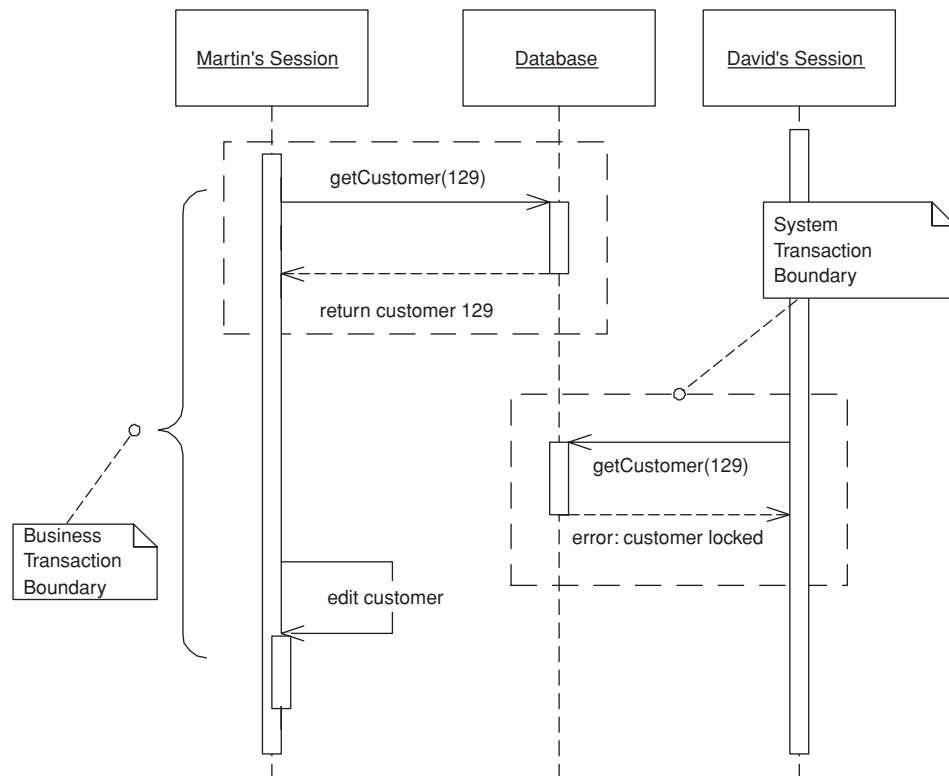 Martin's Session
Database
David's Session
getCustomer(129)
return customer 129
System
Transaction
Boundary
getCustomer(129)
error: customer locked
Business
Transaction
Boundary
edit customer